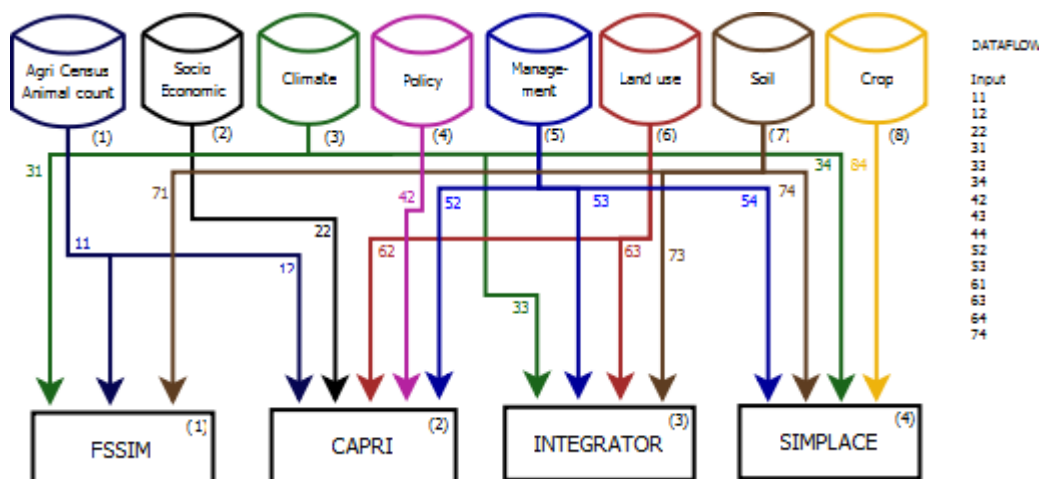 Agri Census
Animal count
(1)
Socio
Economic
(2)
Climate
(3)
Policy
(4)
Manage-
ment
(5)
Land use
(6)
Soil
(7)
Crop
(8)
31
71
42
52
53
54
74
34
84
11
12
22
62
63
73
33
FSSIM
(1)
CAPRI
(2)
INTEGRATOR
(3)
SIMPLACE
(4)
DATAFLOW
Input
11
12
22
31
33
34
42
43
44
52
53
61
63
64
74